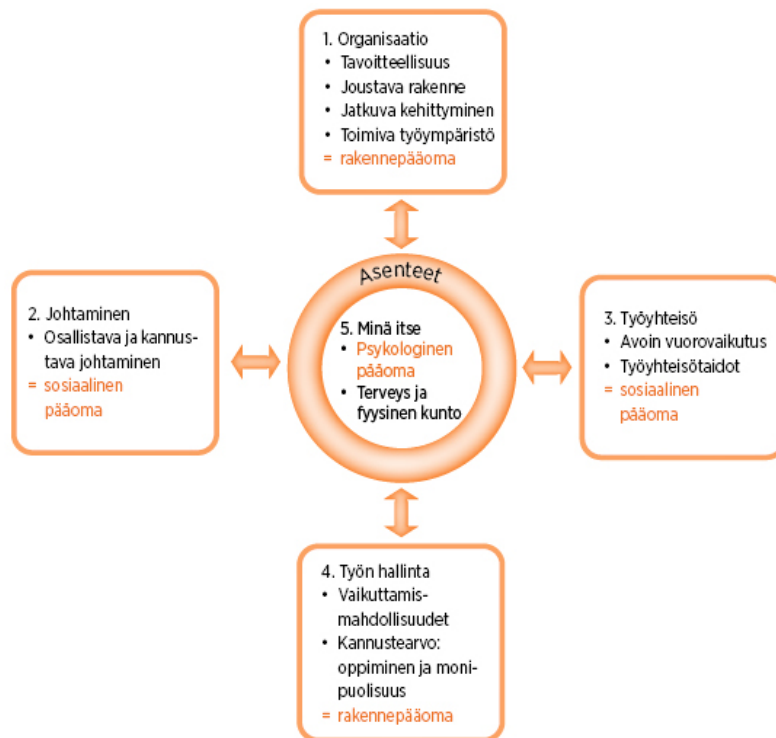 1. Organisaatio
• Tavoitteellisuus
• Joustava rakenne
• Jatkuva kehittyminen
• Toimiva työympäristö
= rakennepääoma
Asenteet
2. Johtaminen
• Osallistava ja kannus-
tava johtaminen
= sosiaalinen
pääoma
5. Minä itse
• Psykologinen
pääoma
• Terveys ja
fyysinen kunto
3. Työyhteisö
• Avoin vuorovaikutus
• Työyhteisötaidot
= sosiaalinen
pääoma
4. Työn hallinta
• Vaikuttamis-
mahdollisuudet
• Kannustearvo:
oppiminen ja moni-
puolisuus
= rakennepääoma